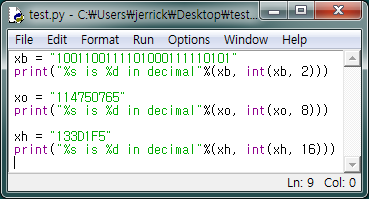 test.py - C:₩Users₩jerrick₩Desktop₩test...
File Edit Format Run Options Window Help
xb = "1001100111101000111110101"
print("%s is %d in decimal"%(xb, int(xb, 2)))
xo = "114750765"
print("%s is %d in decimal"%(xo, int(xo, 8)))
xh = "133D1F5"
print("%s is %d in decimal"%(xh, int(xh, 16)))
Ln: 9 Col: 0